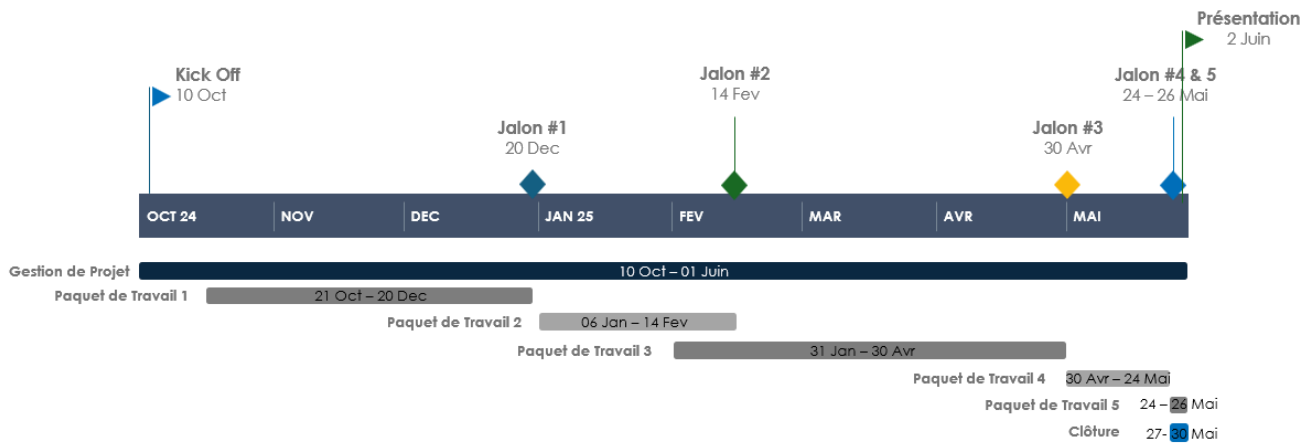 Présentation
2 Juin
Kick Off
10 Oct
Jalon #2
14 Fev
Jalon #4 & 5
24 – 26 Mai
Jalon #1
20 Dec
Jalon #3
30 Avr
OCT 24 NOV DEC JAN 25 FEV MAR AVR MAI
Gestion de Projet 10 Oct – 01 Juin
Paquet de Travail 1 21 Oct – 20 Dec
Paquet de Travail 2 06 Jan – 14 Fev
Paquet de Travail 3 31 Jan – 30 Avr
Paquet de Travail 4 30 Avr – 24 Mai
Paquet de Travail 5 24 – 26 Mai
Clôture 27- 30 Mai